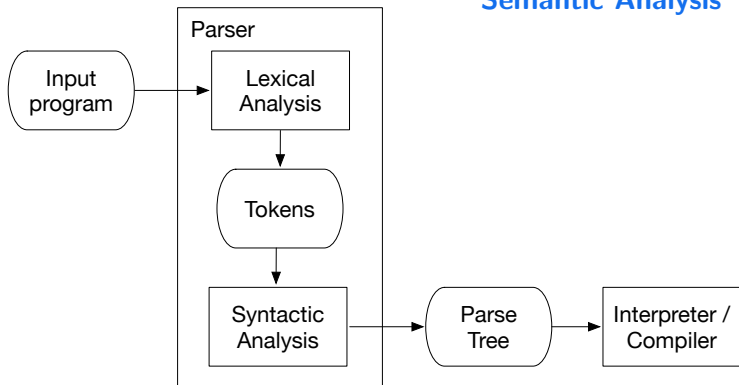 Semantic Analysis
Parser
Input
program
Lexical
Analysis
Tokens
Syntactic
Analysis
Parse
Tree
Interpreter /
Compiler